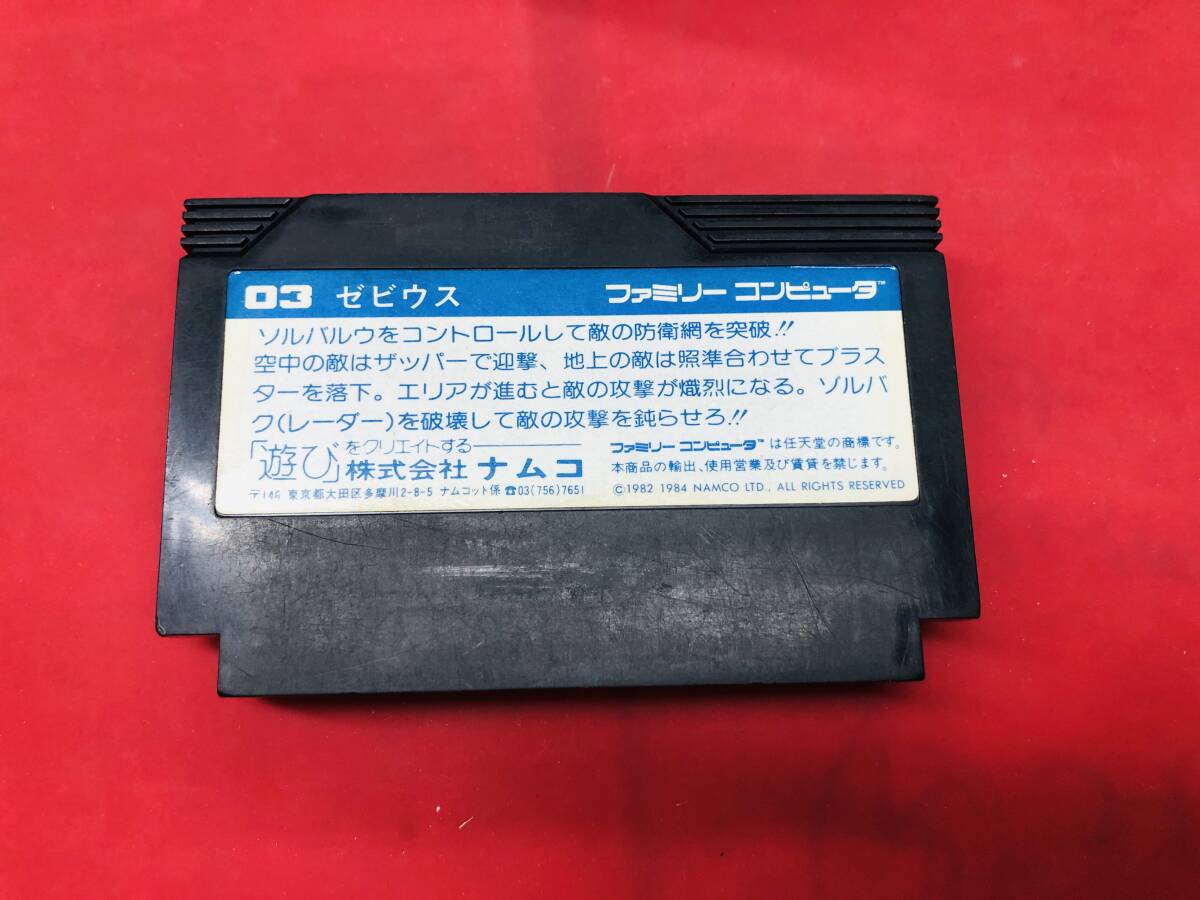 03 ゼビウス ファミリー コンピュータ™
ソルバルウをコントロールして敵の防衛網を突破!!
空中の敵はザッパーで迎撃、地上の敵は照準合わせてブラス
ターを落下。エリアが進むと敵の攻撃が熾烈になる。ゾルバ
ク(レーダー)を破壊して敵の攻撃を鈍らせろ!!
「遊び」をクリエイトする
株式会社 ナムコ
〒146 東京都大田区多摩川2-8-5 ナムコット係 ☎03(756)7651
ファミリー コンピュータ™は任天堂の商標です。
本商品の輸出、使用営業及び賃貸を禁じます。
©1982 1984 NAMCO LTD., ALL RIGHTS RESERVED